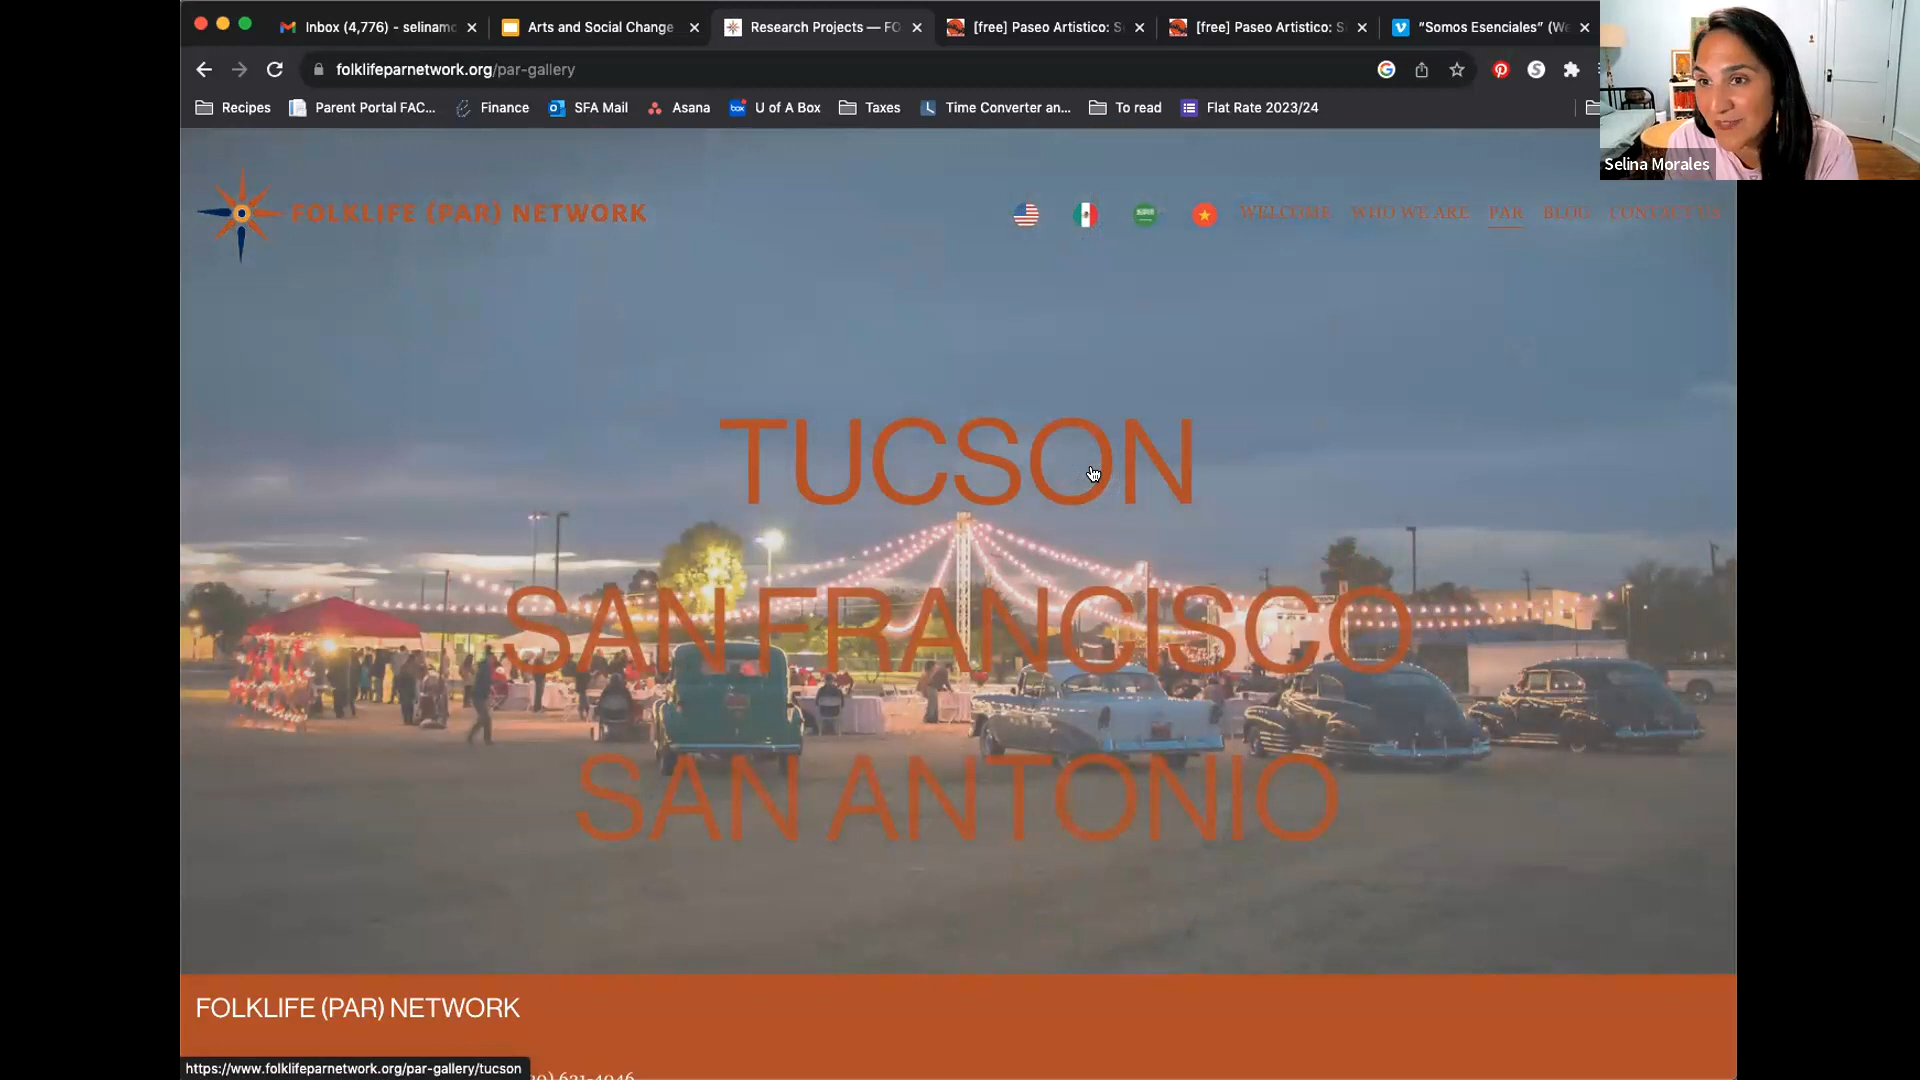 Inbox (4,776) - selinamc
Arts and Social Change
Research Projects — FO
[free] Paseo Artistico: S
[free] Paseo Artistico: S
“Somos Esenciales” (We
folklifeparnetwork.org/par-gallery
Recipes
Parent Portal FAC...
Finance
SFA Mail
Asana
U of A Box
Taxes
Time Converter an...
To read
Flat Rate 2023/24
Selina Morales
FOLKLIFE (PAR) NETWORK
WELCOME
WHO WE ARE
PAR
BLOG
CONTACT US
TUCSON
SAN FRANCISCO
SAN ANTONIO
FOLKLIFE (PAR) NETWORK
https://www.folklifeparnetwork.org/par-gallery/tucson
621-4046